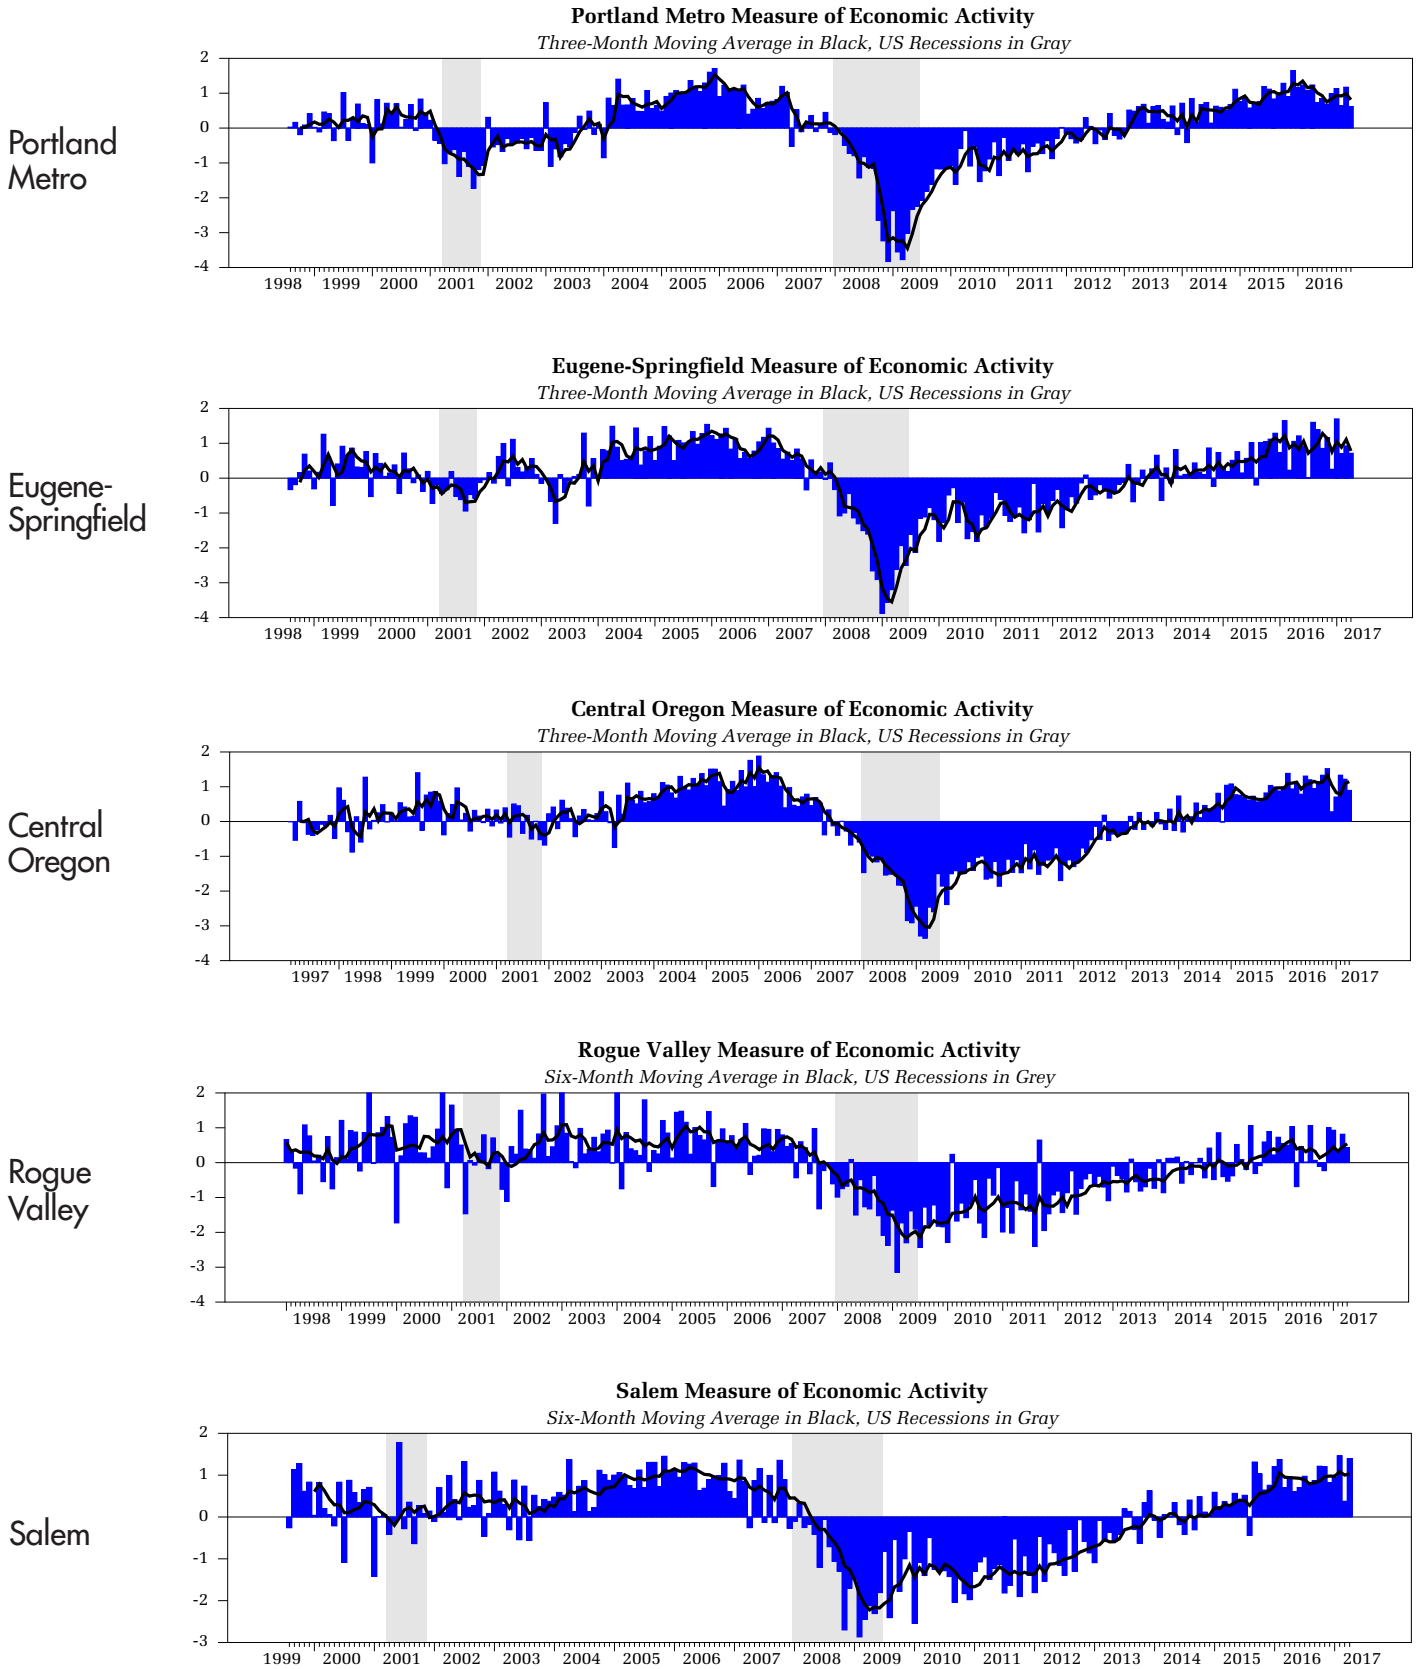 Portland Metro Measure of Economic Activity
Three-Month Moving Average in Black, US Recessions in Gray
Portland
Metro
2
1
0
-1
-2
-3
-4
1998 1999 2000 2001 2002 2003 2004 2005 2006 2007 2008 2009 2010 2011 2012 2013 2014 2015 2016
Eugene-Springfield Measure of Economic Activity
Three-Month Moving Average in Black, US Recessions in Gray
Eugene-
Springfield
2
1
0
-1
-2
-3
-4
1998 1999 2000 2001 2002 2003 2004 2005 2006 2007 2008 2009 2010 2011 2012 2013 2014 2015 2016 2017
Central Oregon Measure of Economic Activity
Three-Month Moving Average in Black, US Recessions in Gray
Central
Oregon
2
1
0
-1
-2
-3
-4
1997 1998 1999 2000 2001 2002 2003 2004 2005 2006 2007 2008 2009 2010 2011 2012 2013 2014 2015 2016 2017
Rogue Valley Measure of Economic Activity
Six-Month Moving Average in Black, US Recessions in Grey
Rogue
Valley
2
1
0
-1
-2
-3
-4
1998 1999 2000 2001 2002 2003 2004 2005 2006 2007 2008 2009 2010 2011 2012 2013 2014 2015 2016 2017
Salem Measure of Economic Activity
Six-Month Moving Average in Black, US Recessions in Gray
Salem
2
1
0
-1
-2
-3
1999 2000 2001 2002 2003 2004 2005 2006 2007 2008 2009 2010 2011 2012 2013 2014 2015 2016 2017